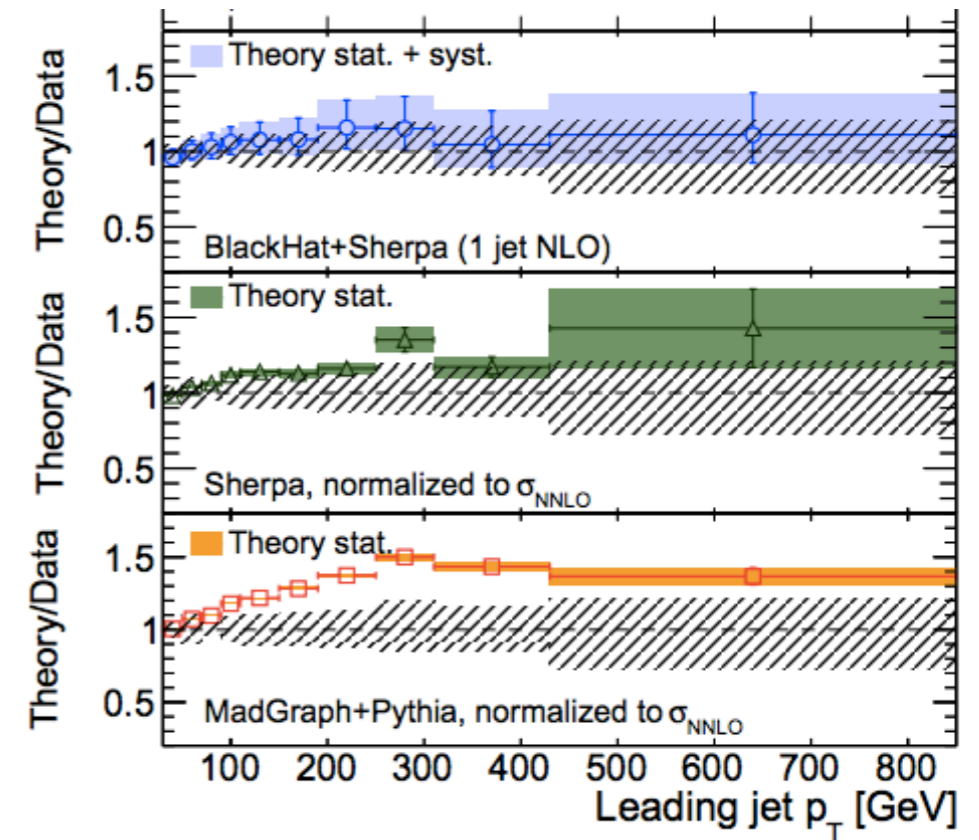 Theory/Data
Theory stat. + syst.
1.5
1
0.5
BlackHat+Sherpa (1 jet NLO)
Theory/Data
Theory stat.
1.5
1
0.5
Sherpa, normalized to σNNLO
Theory/Data
Theory stat.
1.5
1
0.5
MadGraph+Pythia, normalized to σNNLO
100 200 300 400 500 600 700 800
Leading jet pT [GeV]